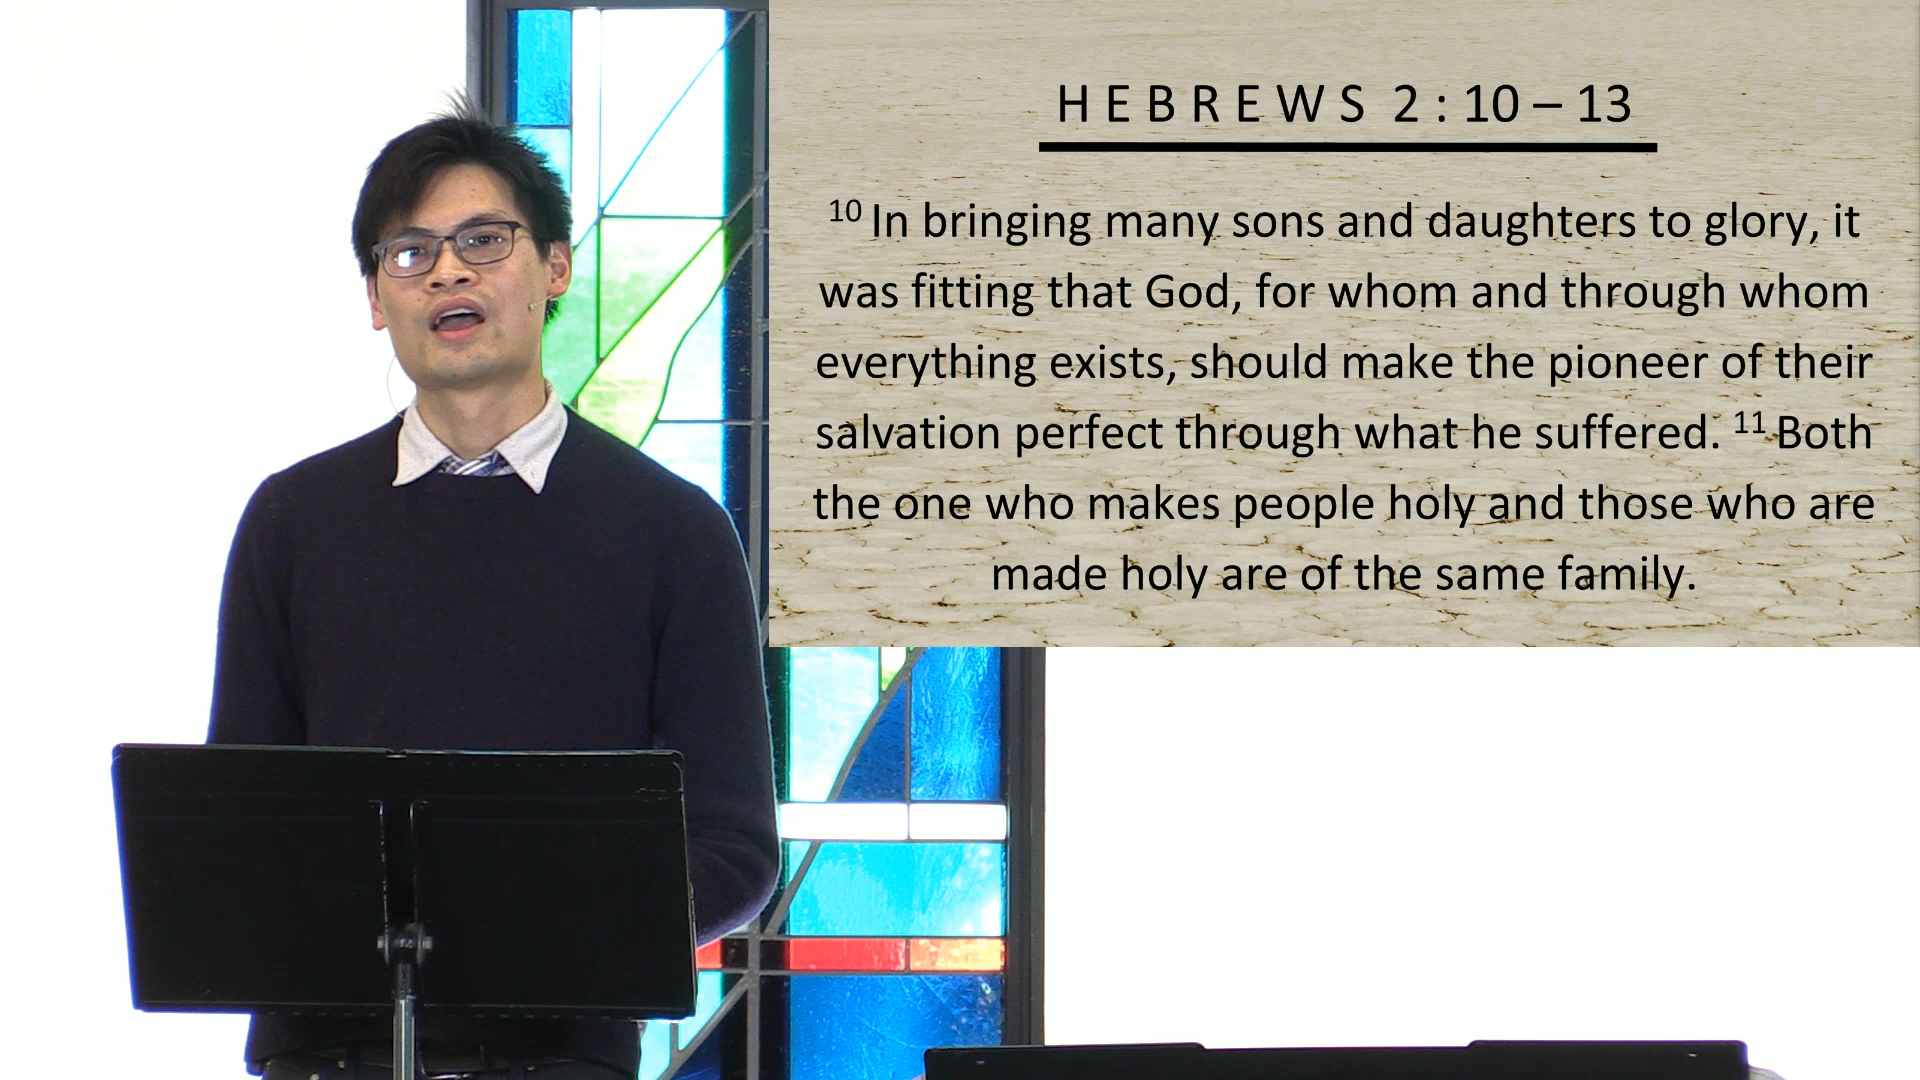 HEBREWS 2:10–13
10 In bringing many sons and daughters to glory, it
was fitting that God, for whom and through whom
everything exists, should make the pioneer of their
salvation perfect through what he suffered. 11 Both
the one who makes people holy and those who are
made holy are of the same family.